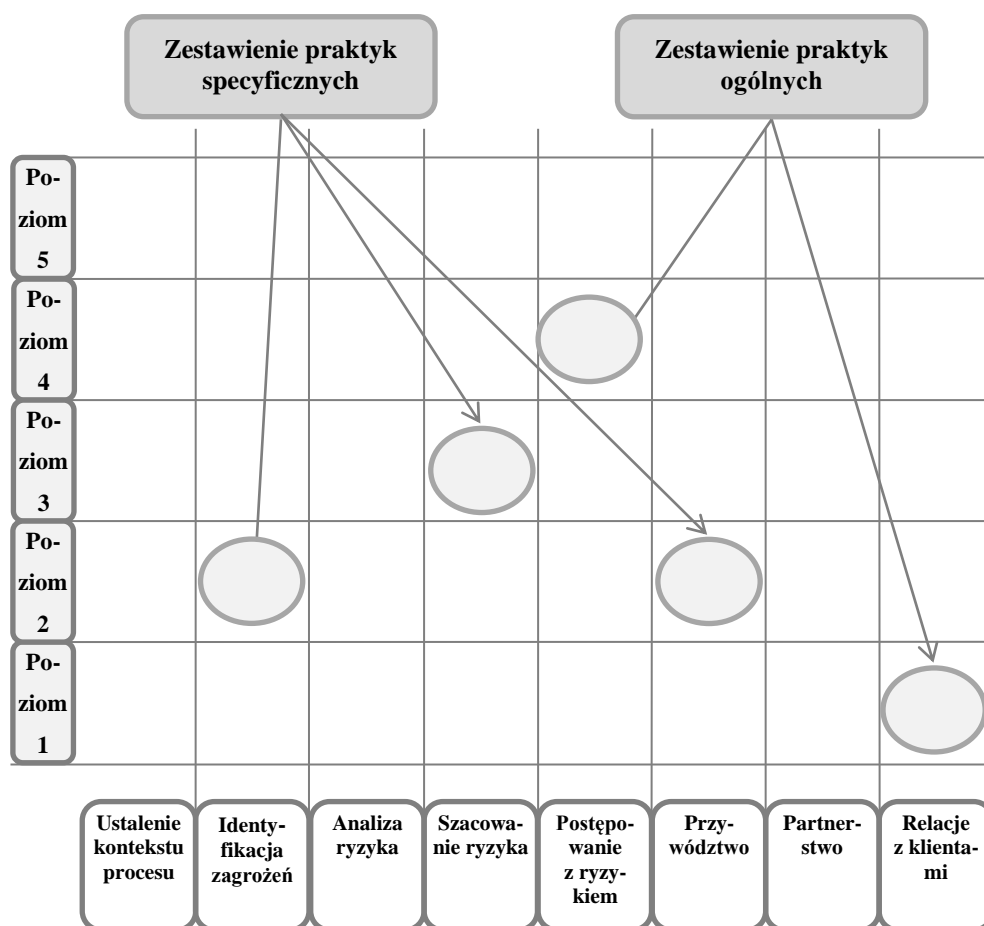 Zestawienie praktyk
specyficznych
Zestawienie praktyk
ogólnych
Po-
ziom
5
Po-
ziom
4
Po-
ziom
3
Po-
ziom
2
Po-
ziom
1
Ustalenie
kontekstu
procesu
Identy-
fikacja
zagrożeń
Analiza
ryzyka
Szacowa-
nie ryzyka
Postępo-
wanie
z ryzy-
kiem
Przy-
wództwo
Partner-
stwo
Relacje
z klienta-
mi